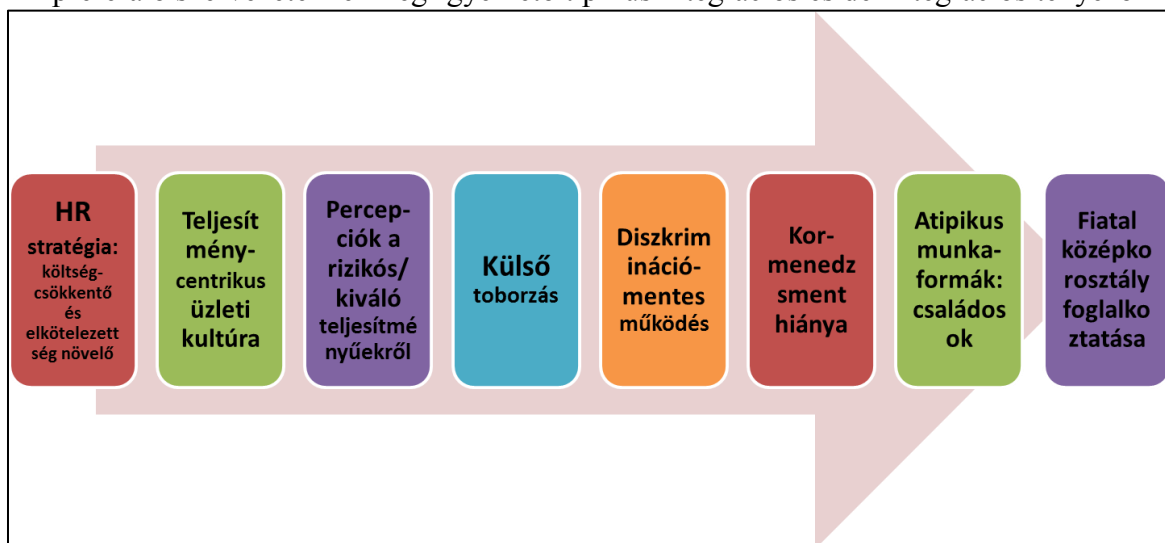 HR
stratégia:
költség-
csökkentő
és
elkötelezett
ség növelő
Teljesít
mény-
centrikus
üzleti
kultúra
Percep-
ciók a
rizikós/
kiváló
teljesítmé
nyűekről
Külső
toborzás
Diszkrim
ináció-
mentes
működés
Kor-
menedz
sment
hiánya
Atipikus
munka-
formák:
családos
ok
Fiatal
középko
rosztály
foglalko
ztatása